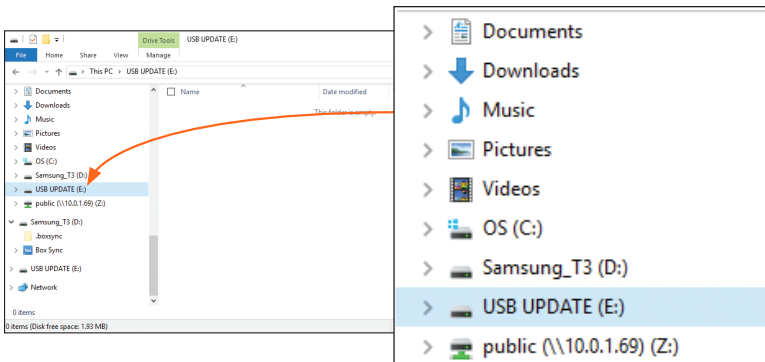 Drive Tools USB UPDATE (E:)
File Home Share View Manage
This PC > USB UPDATE (E:)
Documents
Downloads
Music
Pictures
Videos
OS (C:)
Samsung_T3 (D:)
USB UPDATE (E:)
public (\\10.0.1.69) (Z:)
Samsung_T3 (D:)
.boxsync
Box Sync
USB UPDATE (E:)
Network
Name Date modified
This folder is empty.
0 items
0 items (Disk free space: 1.93 MB)
Documents
Downloads
Music
Pictures
Videos
OS (C:)
Samsung_T3 (D:)
USB UPDATE (E:)
public (\\10.0.1.69) (Z:)